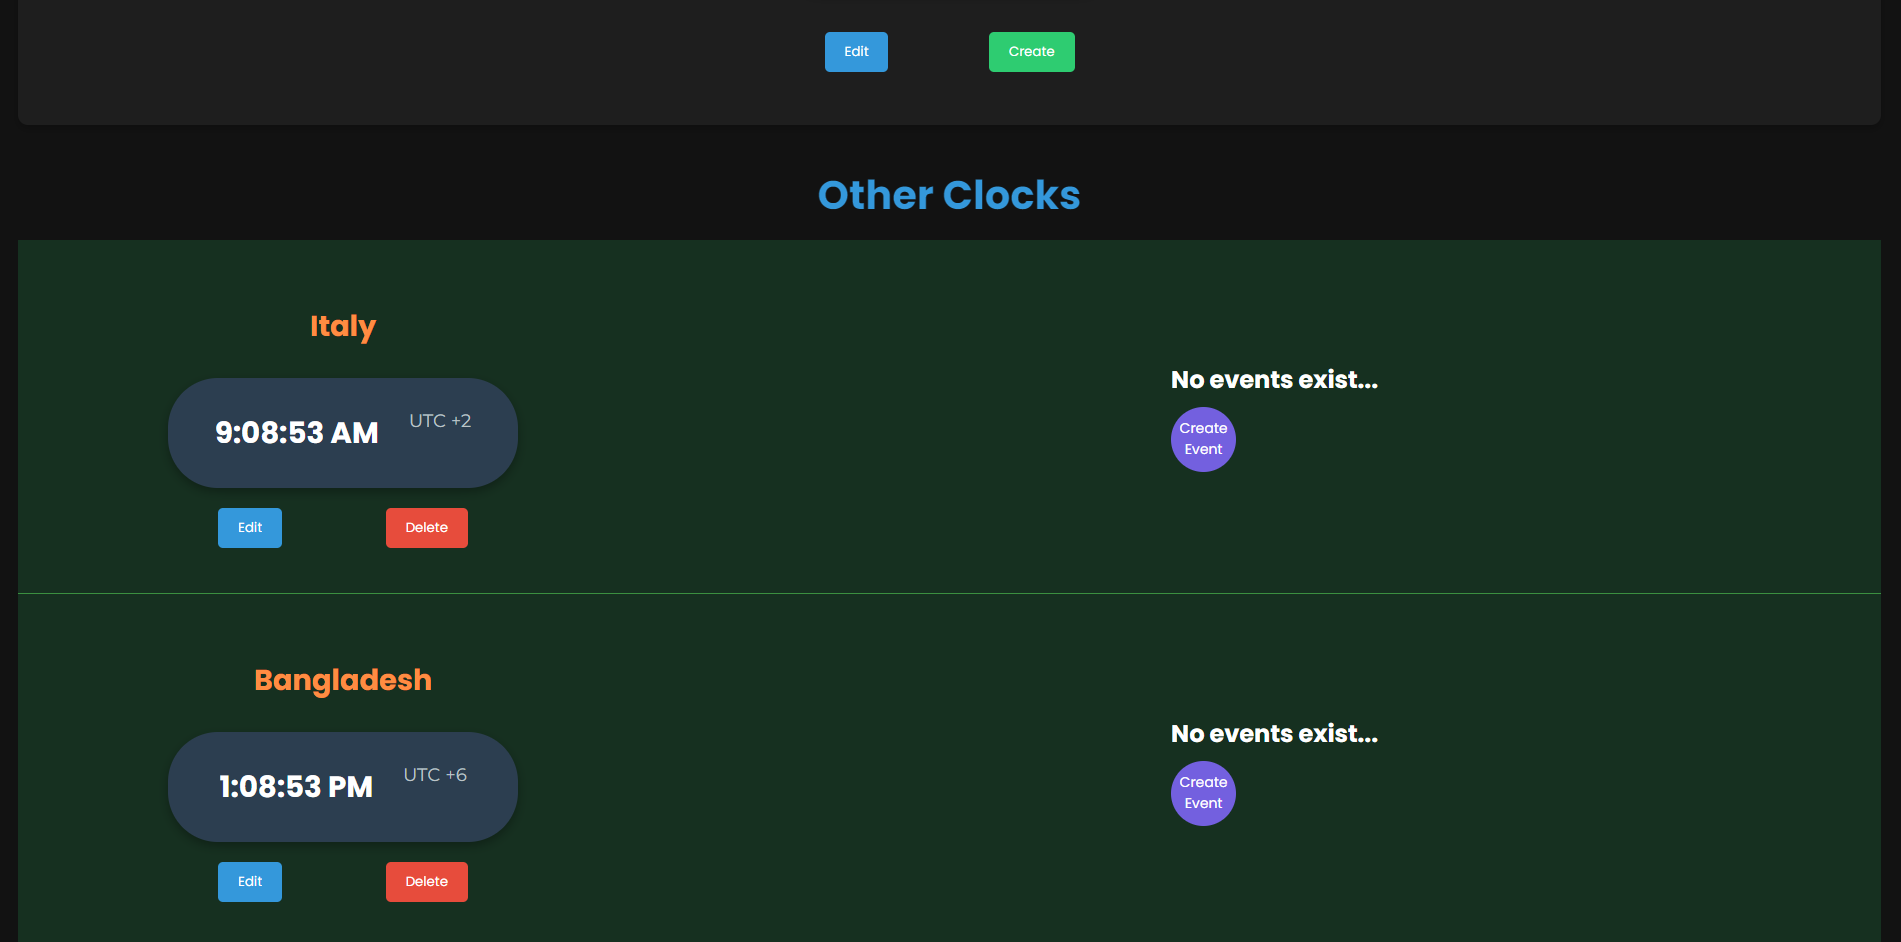 Edit
Create
Other Clocks
Italy
9:08:53 AM
UTC +2
Edit
Delete
No events exist...
Create
Event
Bangladesh
1:08:53 PM
UTC +6
Edit
Delete
No events exist...
Create
Event